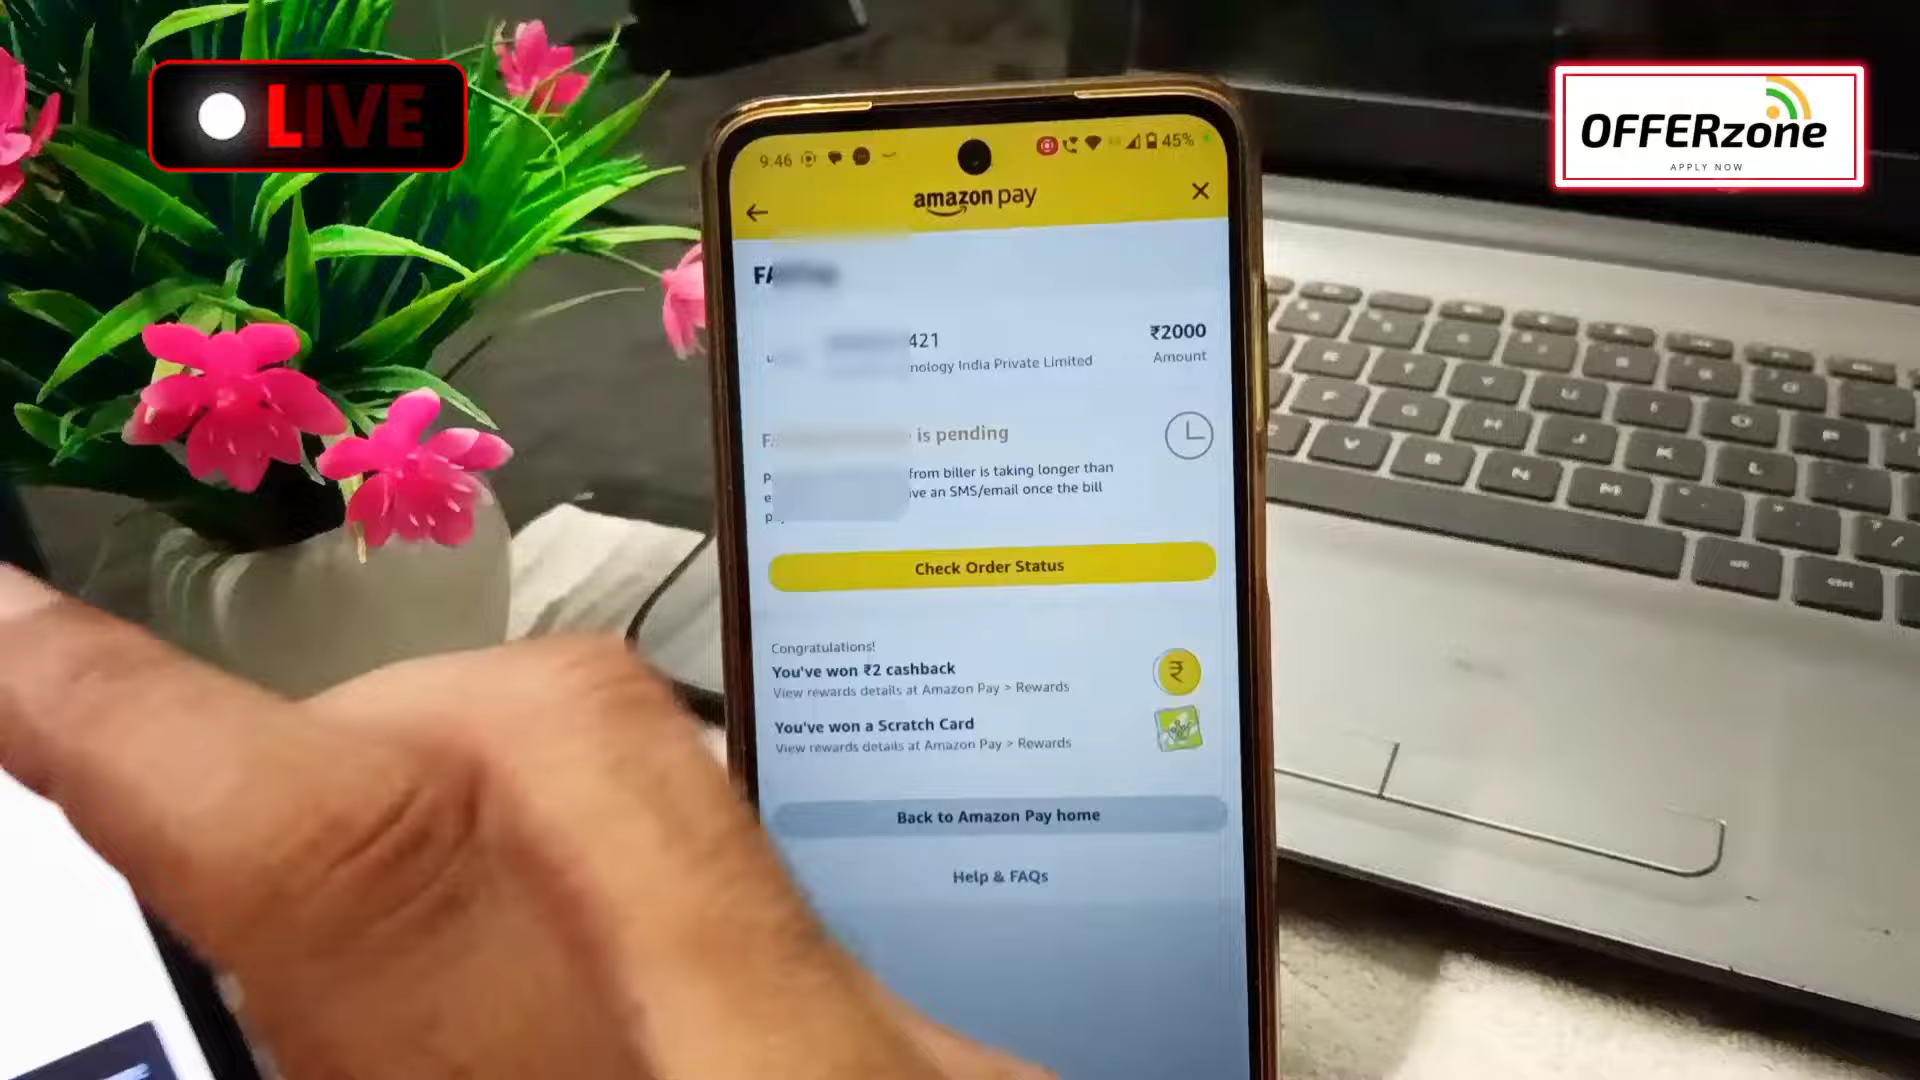 LIVE
OFFERzone
APPLY NOW
9:46
45%
amazon pay
421
₹2000
nology India Private Limited
Amount
is pending
from biller is taking longer than
ive an SMS/email once the bill
Check Order Status
Congratulations!
You've won ₹2 cashback
View rewards details at Amazon Pay > Rewards
You've won a Scratch Card
View rewards details at Amazon Pay > Rewards
Back to Amazon Pay home
Help & FAQs